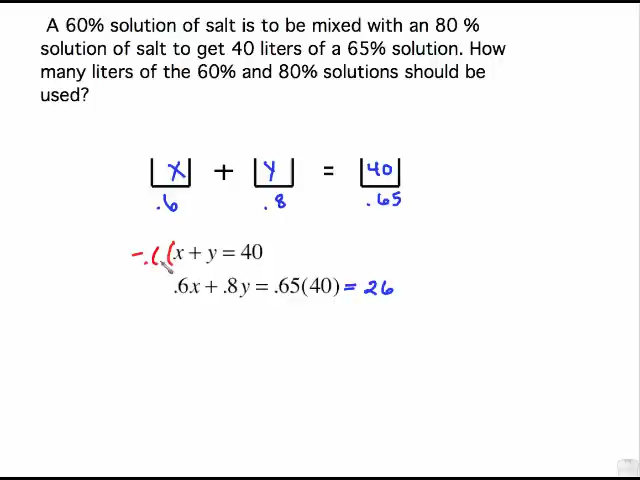 A 60% solution of salt is to be mixed with an 80 %
solution of salt to get 40 liters of a 65% solution. How
many liters of the 60% and 80% solutions should be
used?
x + y = 40
.6 .8 .65
-.6(x + y = 40
.6x + .8y = .65(40) = 26